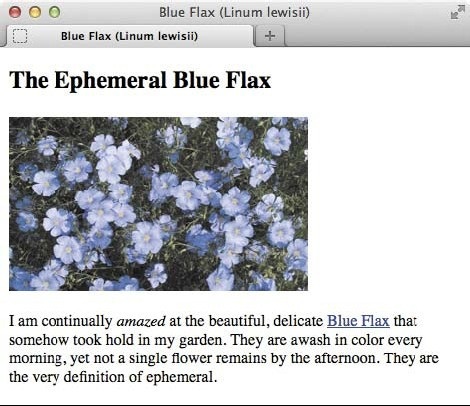 Blue Flax (Linum lewisii)
Blue Flax (Linum lewisii)
The Ephemeral Blue Flax
I am continually amazed at the beautiful, delicate Blue Flax that
somehow took hold in my garden. They are awash in color every
morning, yet not a single flower remains by the afternoon. They are
the very definition of ephemeral.